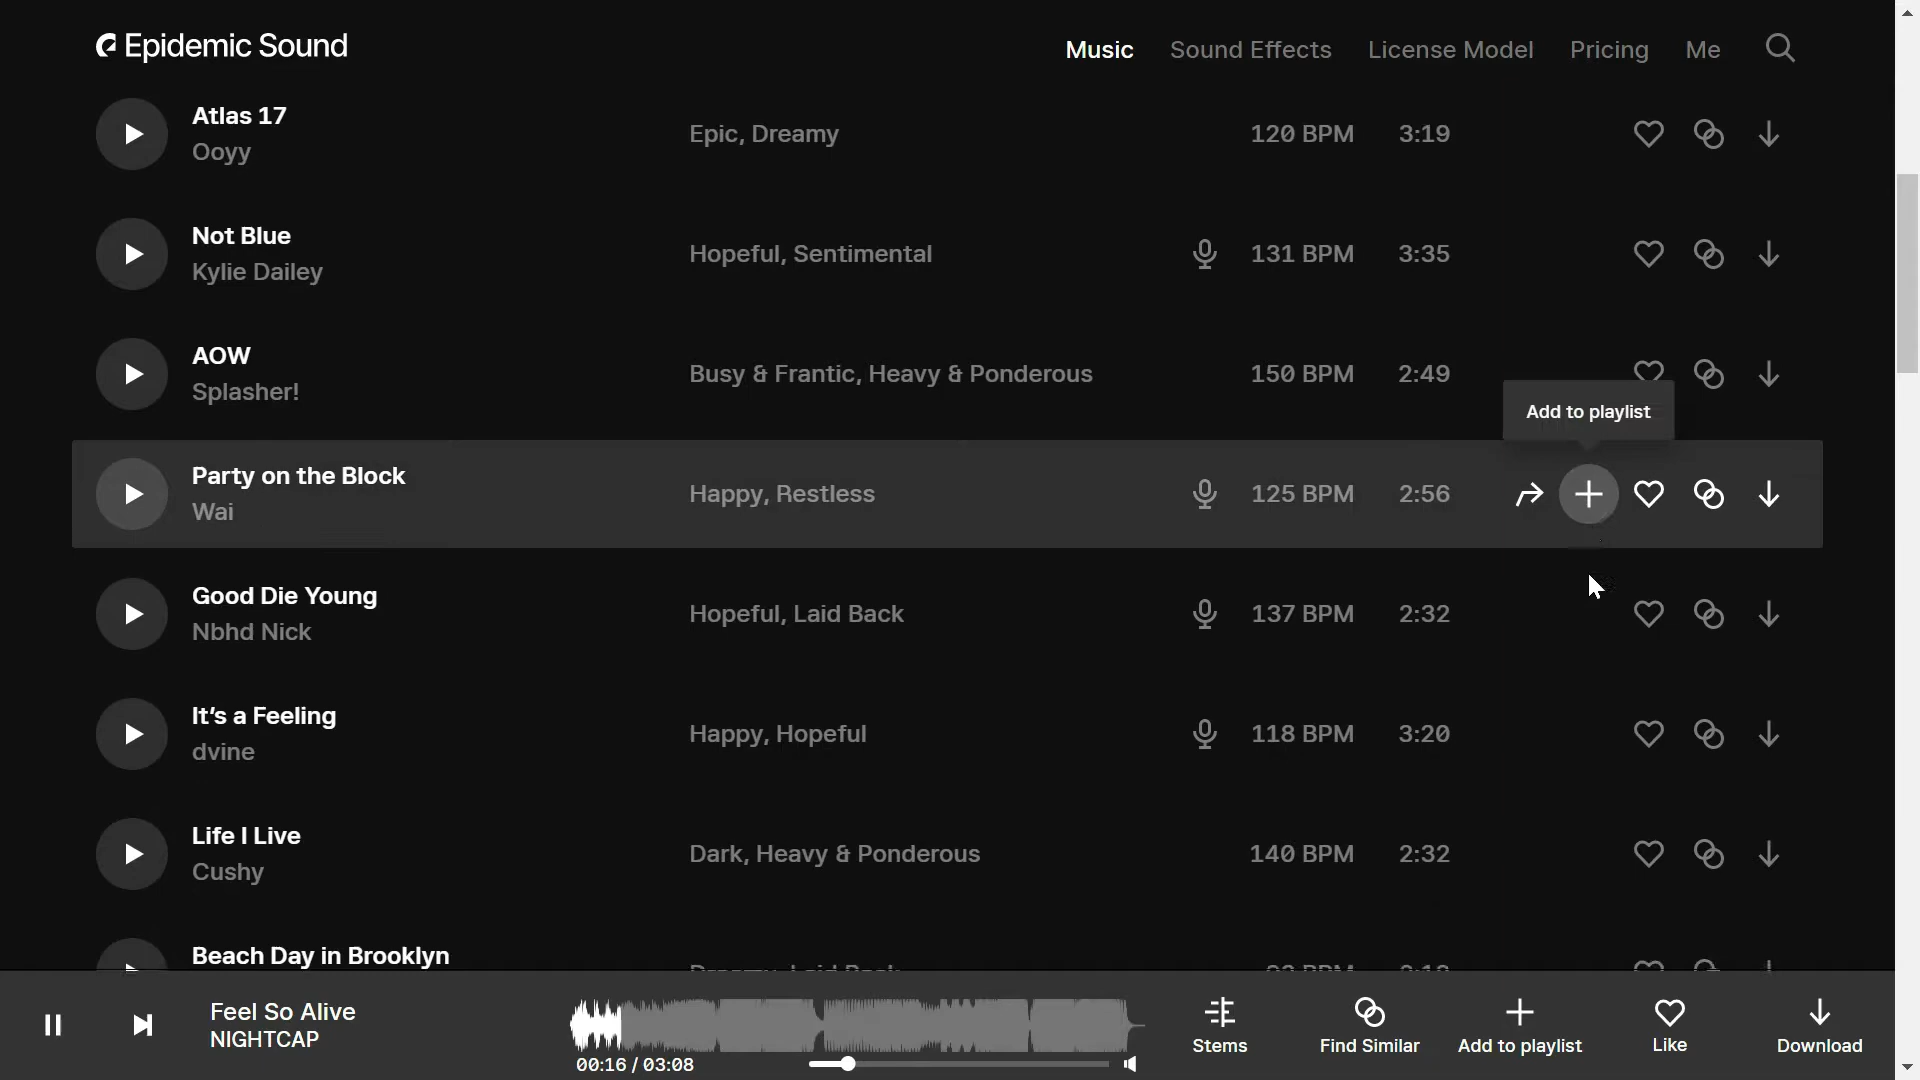 Epidemic Sound
Music Sound Effects License Model Pricing Me
Atlas 17
Ooyy
Epic, Dreamy 120 BPM 3:19
Not Blue
Kylie Dailey
Hopeful, Sentimental 131 BPM 3:35
AOW
Splasher!
Busy & Frantic, Heavy & Ponderous 150 BPM 2:49
Add to playlist
Party on the Block
Wai
Happy, Restless 125 BPM 2:56
Good Die Young
Nbhd Nick
Hopeful, Laid Back 137 BPM 2:32
It's a Feeling
dvine
Happy, Hopeful 118 BPM 3:20
Life I Live
Cushy
Dark, Heavy & Ponderous 140 BPM 2:32
Beach Day in Brooklyn
Feel So Alive
NIGHTCAP
00:16 / 03:08
Stems Find Similar Add to playlist Like Download